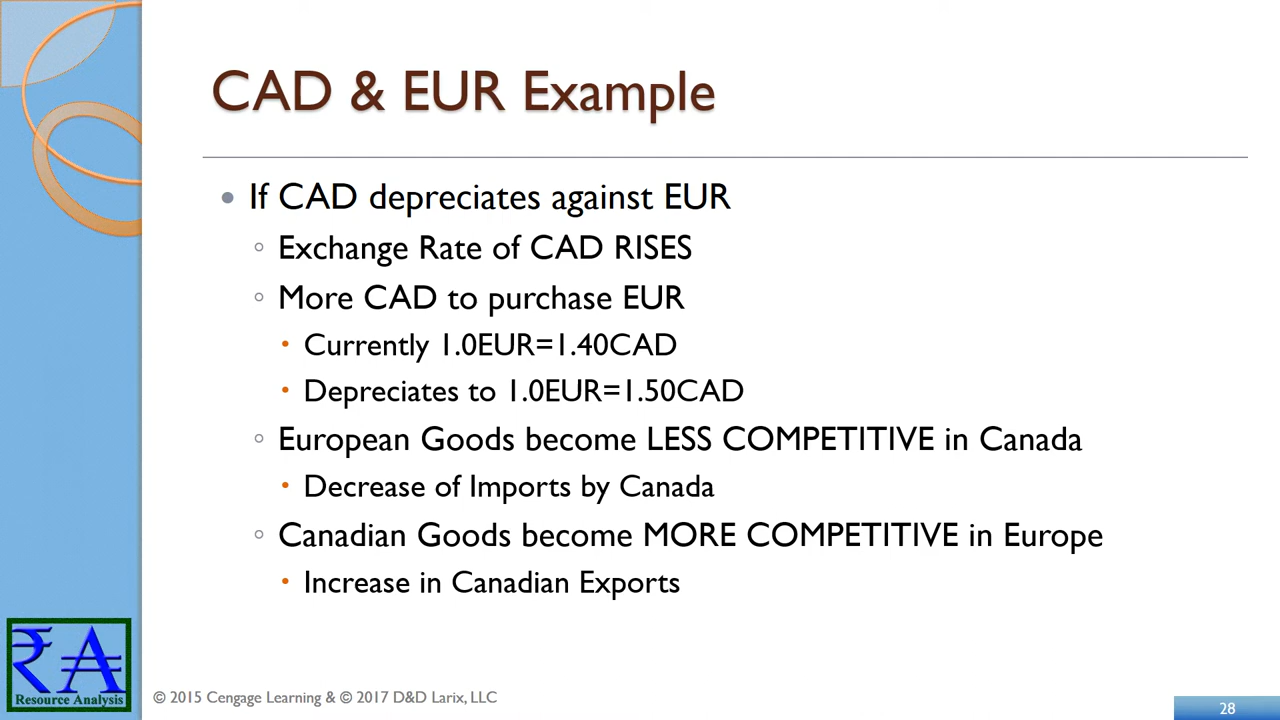 CAD & EUR Example
If CAD depreciates against EUR
Exchange Rate of CAD RISES
More CAD to purchase EUR
Currently 1.0EUR=1.40CAD
Depreciates to 1.0EUR=1.50CAD
European Goods become LESS COMPETITIVE in Canada
Decrease of Imports by Canada
Canadian Goods become MORE COMPETITIVE in Europe
Increase in Canadian Exports
₹A
Resource Analysis
© 2015 Cengage Learning & © 2017 D&D Larix, LLC
28